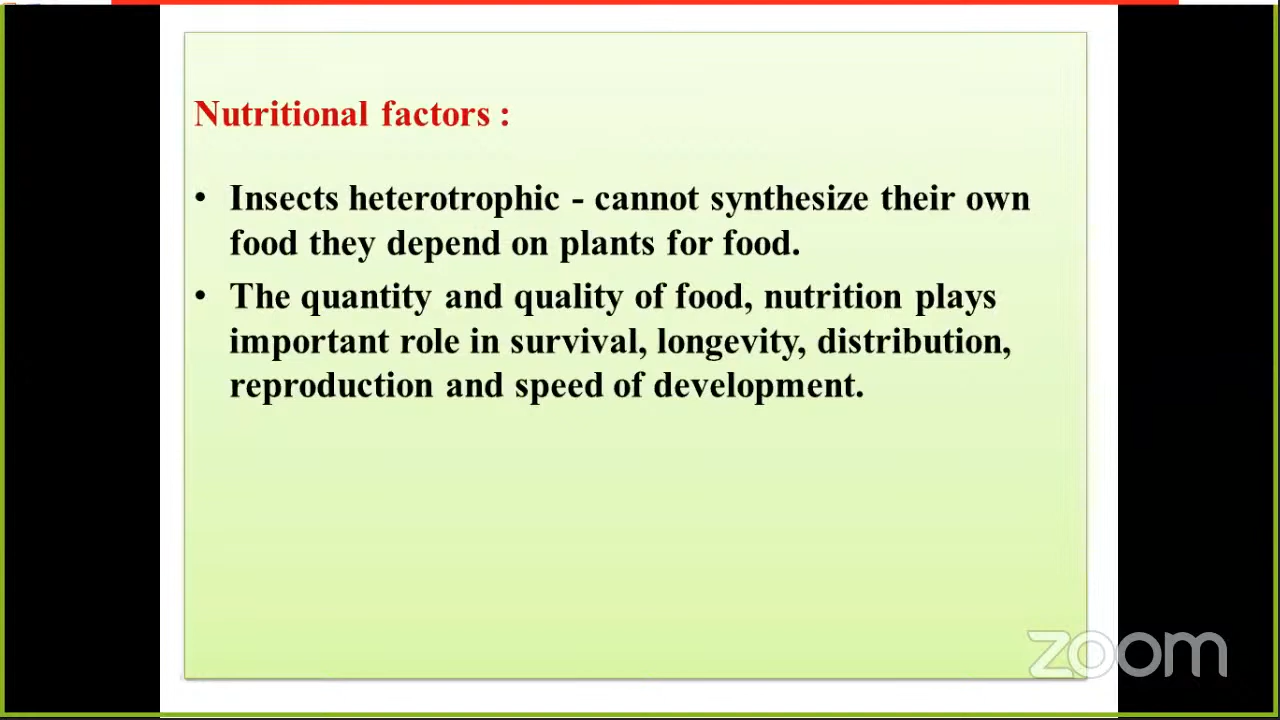 Nutritional factors :
• Insects heterotrophic - cannot synthesize their own
food they depend on plants for food.
• The quantity and quality of food, nutrition plays
important role in survival, longevity, distribution,
reproduction and speed of development.
zoom